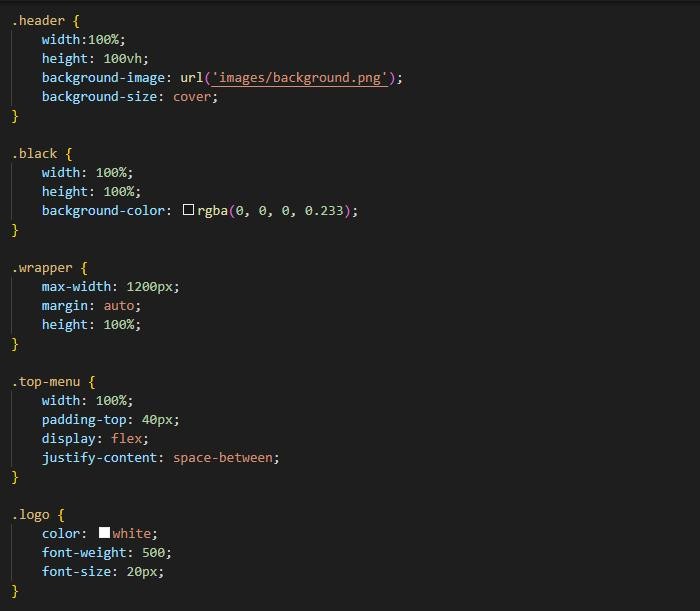 .header {
    width:100%;
    height: 100vh;
    background-image: url('images/background.png');
    background-size: cover;
}

.black {
    width: 100%;
    height: 100%;
    background-color: rgba(0, 0, 0, 0.233);
}

.wrapper {
    max-width: 1200px;
    margin: auto;
    height: 100%;
}

.top-menu {
    width: 100%;
    padding-top: 40px;
    display: flex;
    justify-content: space-between;
}

.logo {
    color: white;
    font-weight: 500;
    font-size: 20px;
}